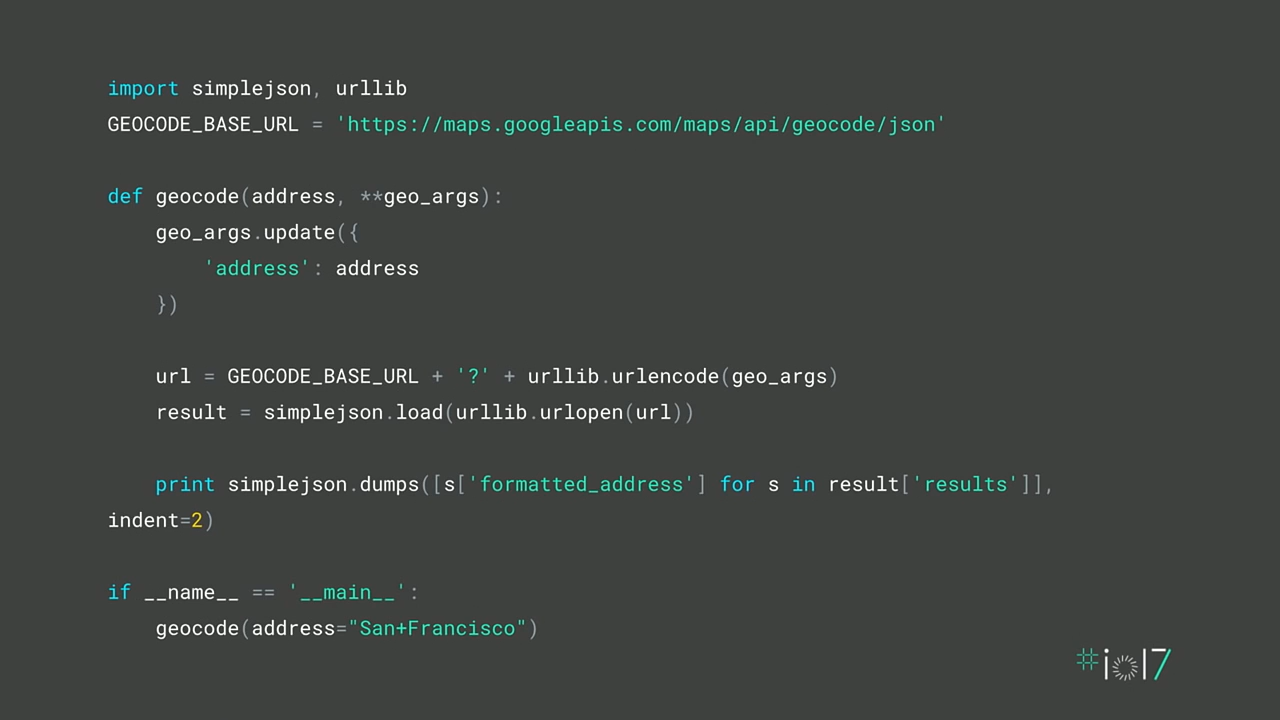 import simplejson, urllib
GEOCODE_BASE_URL = 'https://maps.googleapis.com/maps/api/geocode/json'
def geocode(address, **geo_args):
    geo_args.update({
        'address': address
    })
    url = GEOCODE_BASE_URL + '?' + urllib.urlencode(geo_args)
    result = simplejson.load(urllib.urlopen(url))
    print simplejson.dumps([s['formatted_address'] for s in result['results']],
indent=2)
if __name__ == '__main__':
    geocode(address="San+Francisco")
#io17